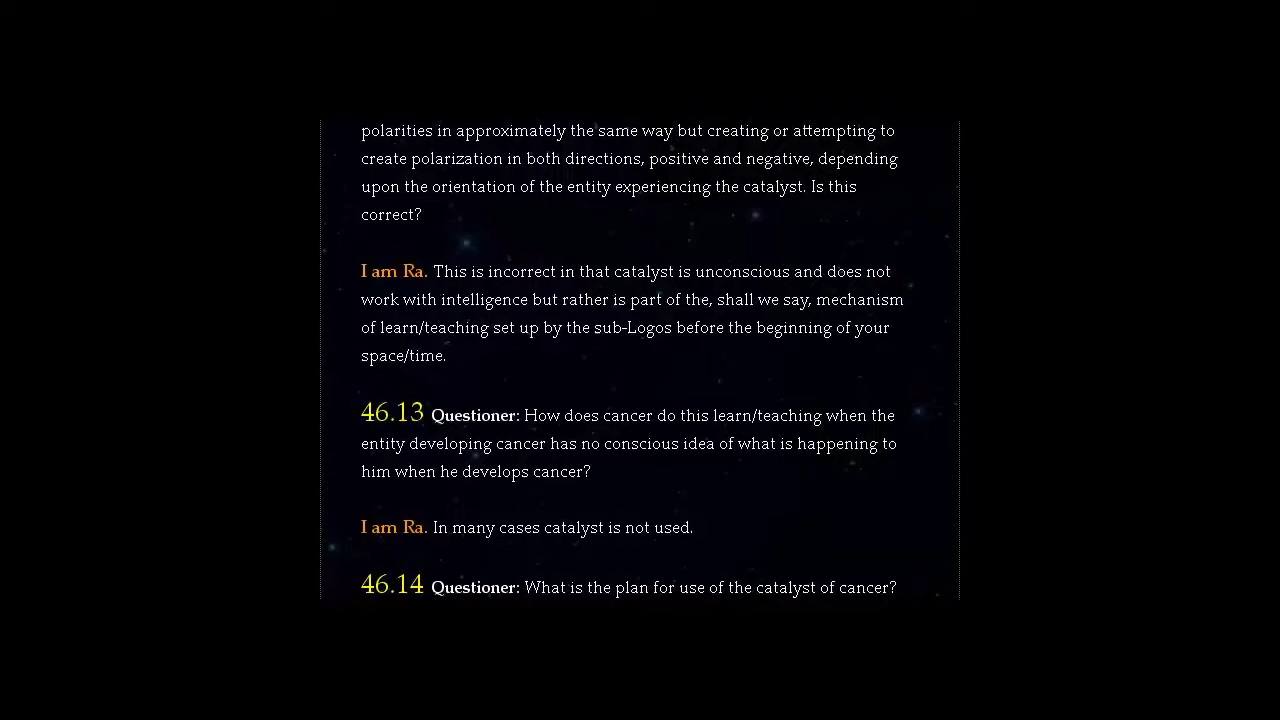 polarities in approximately the same way but creating or attempting to
create polarization in both directions, positive and negative, depending
upon the orientation of the entity experiencing the catalyst. Is this
correct?
I am Ra. This is incorrect in that catalyst is unconscious and does not
work with intelligence but rather is part of the, shall we say, mechanism
of learn/teaching set up by the sub-Logos before the beginning of your
space/time.
46.13 Questioner: How does cancer do this learn/teaching when the
entity developing cancer has no conscious idea of what is happening to
him when he develops cancer?
I am Ra. In many cases catalyst is not used.
46.14 Questioner: What is the plan for use of the catalyst of cancer?